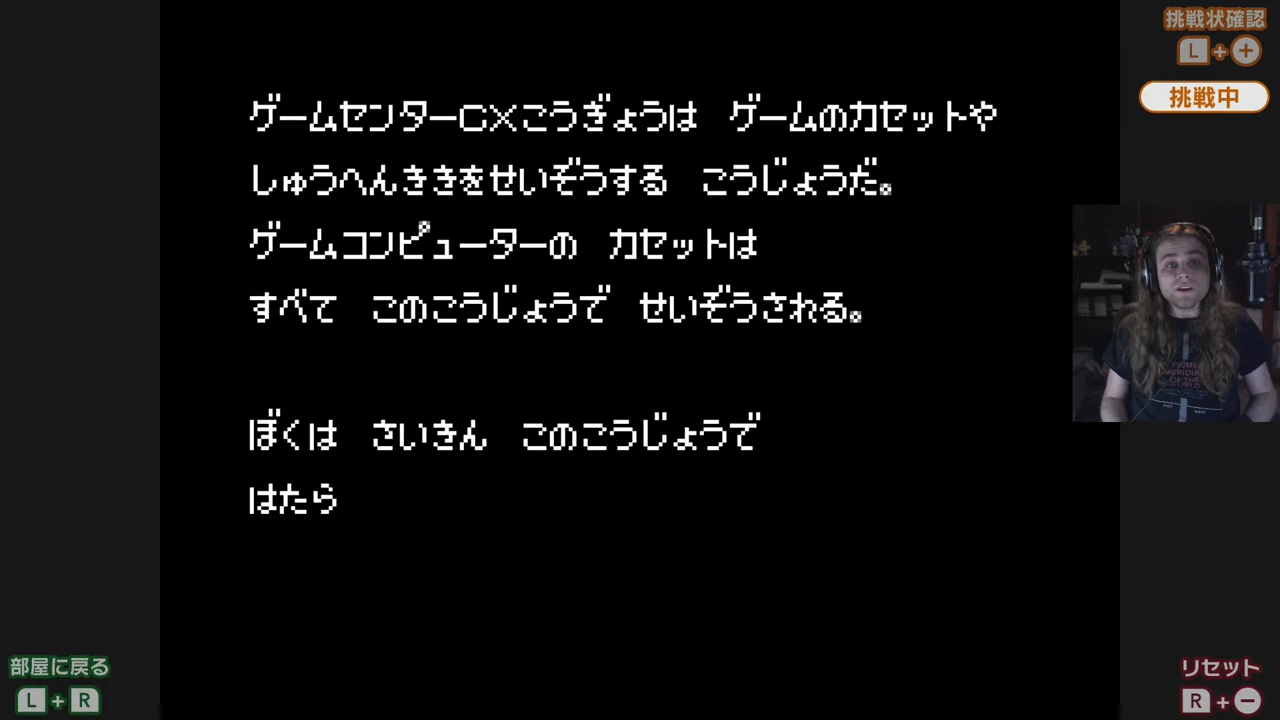 挑戦状確認
L + +
挑戦中
ゲームセンターCXこうぎょうは ゲームのカセットや
しゅうへんききをせいぞうする こうじょうだ。
ゲームコンピューターの カセットは
すべて このこうじょうで せいぞうされる。
ぼくは さいきん このこうじょうで
はたら
PRIME
MERIDIAN
OF THE
WORLD
部屋に戻る
L + R
リセット
R + −